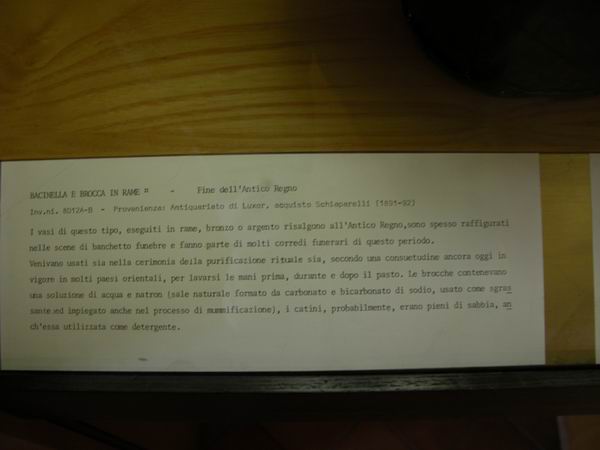 BACINELLA E BROCCA IN RAME ¤ - Fine dell'Antico Regno
Inv.ni. 8012A-B - Provenienza: Antiquariato di Luxor, acquisto Schiaparelli (1891-92)
I vasi di questo tipo, eseguiti in rame, bronzo o argento risalgono all'Antico Regno,sono spesso raffigurati
nelle scene di banchetto funebre e fanno parte di molti corredi funerari di questo periodo.
Venivano usati sia nella cerimonia della purificazione rituale sia, secondo una consuetudine ancora oggi in
vigore in molti paesi orientali, per lavarsi le mani prima, durante e dopo il pasto. Le brocche contenevano
una soluzione di acqua e natron (sale naturale formato da carbonato e bicarbonato di sodio, usato come sgras
sante ed impiegato anche nel processo di mummificazione), i catini, probabilmente, erano pieni di sabbia, an
ch'essa utilizzata come detergente.